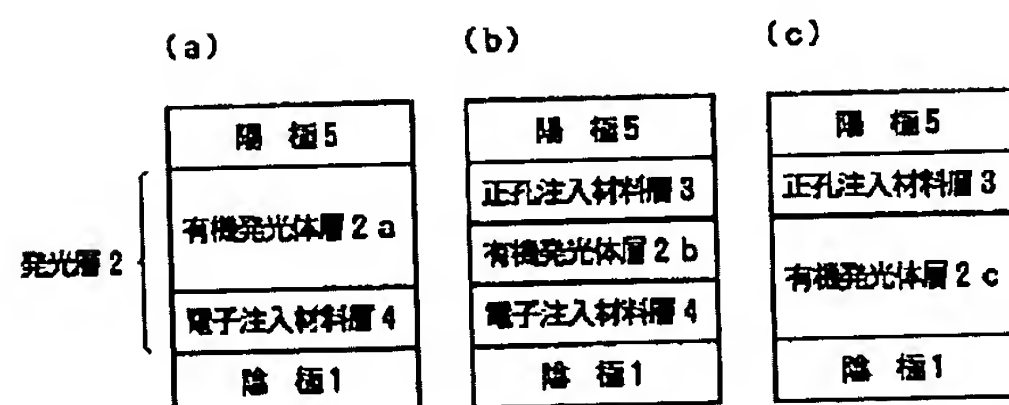 (a)
陽 極5
有機発光体層2a
電子注入材料層4
陰 極1
発光層2
(b)
陽 極5
正孔注入材料層3
有機発光体層2b
電子注入材料層4
陰 極1
(c)
陽 極5
正孔注入材料層3
有機発光体層2c
陰 極1